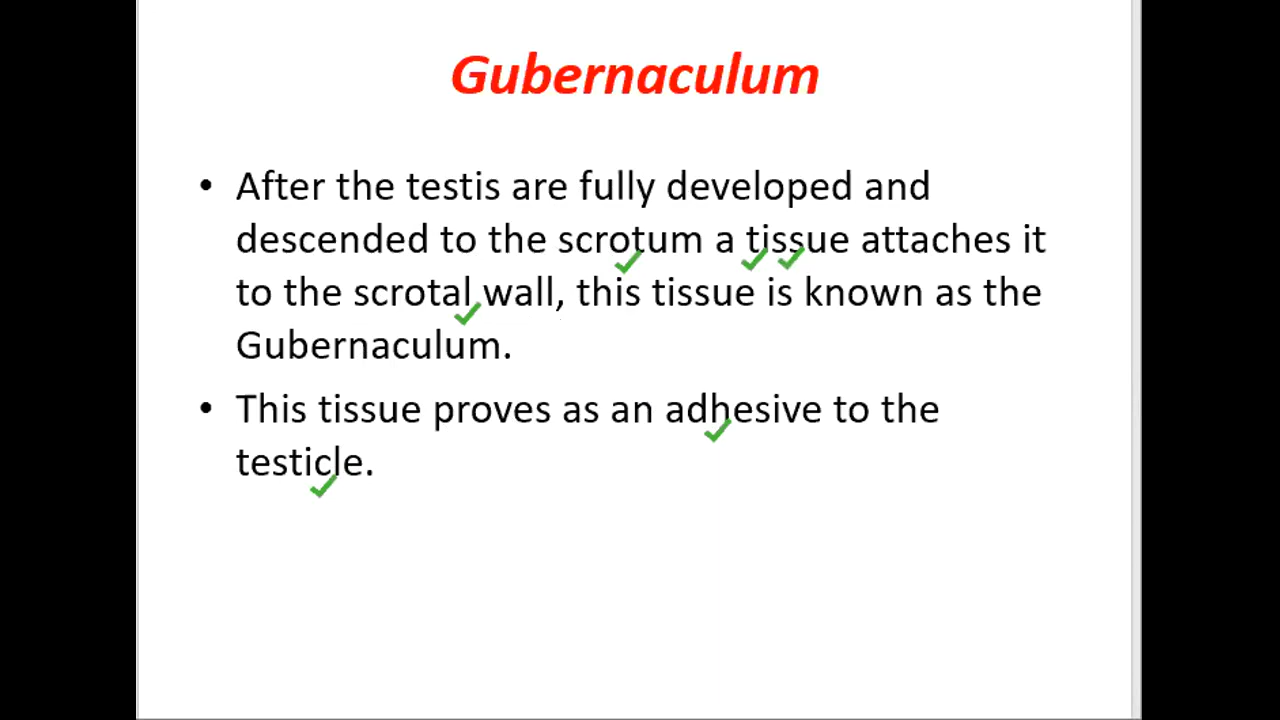 Gubernaculum
• After the testis are fully developed and
descended to the scrotum a tissue attaches it
to the scrotal wall, this tissue is known as the
Gubernaculum.
• This tissue proves as an adhesive to the
testicle.